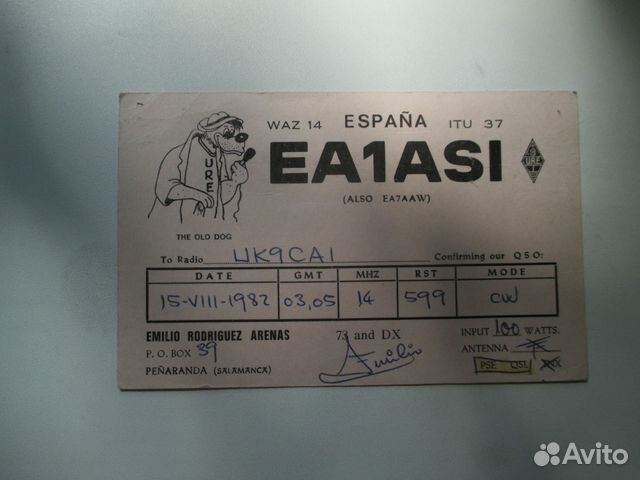 WAZ 14 ESPAÑA ITU 37
EA1ASI
(ALSO EA7AAW)
URE
URE
THE OLD DOG
To Radio UK9CAI Confirming our QSO:
DATE GMT MHZ RST MODE
15-VIII-1982 03,05 14 599 CW
EMILIO RODRIGUEZ ARENAS 73 and DX INPUT 100 WATTS.
P. O. BOX 39 Emilio ANTENNA
PEÑARANDA (SALAMANCA) PSE QSL TNX
Avito